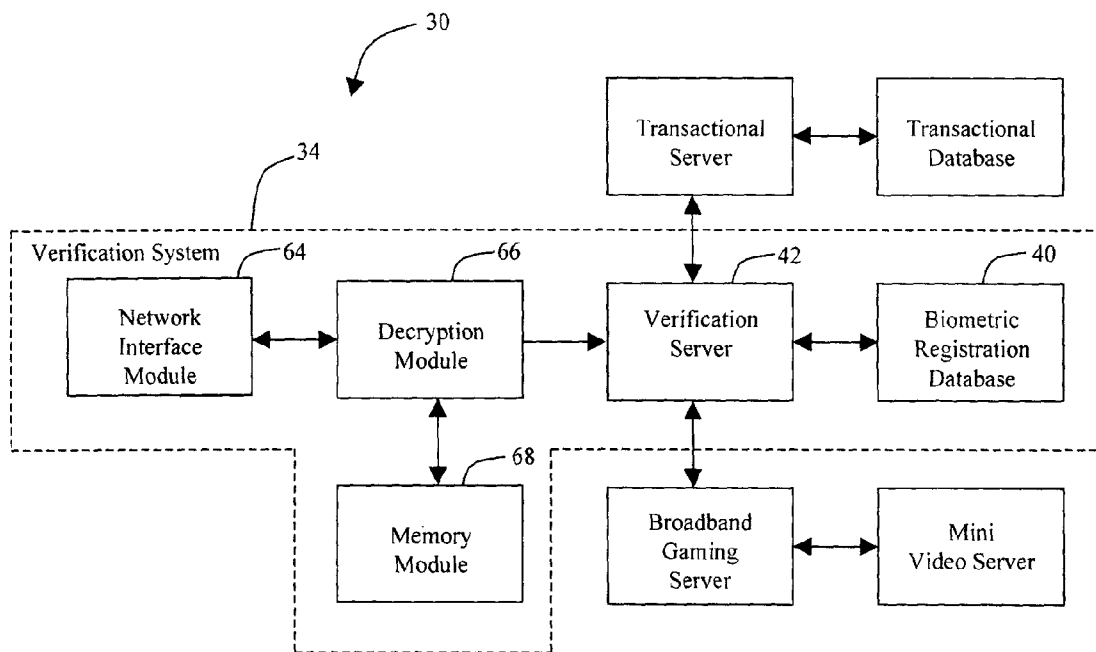 30
Transactional
Server
Transactional
Database
34
Verification System
64
66
42
40
Network
Interface
Module
Decryption
Module
Verification
Server
Biometric
Registration
Database
68
Memory
Module
Broadband
Gaming
Server
Mini
Video Server